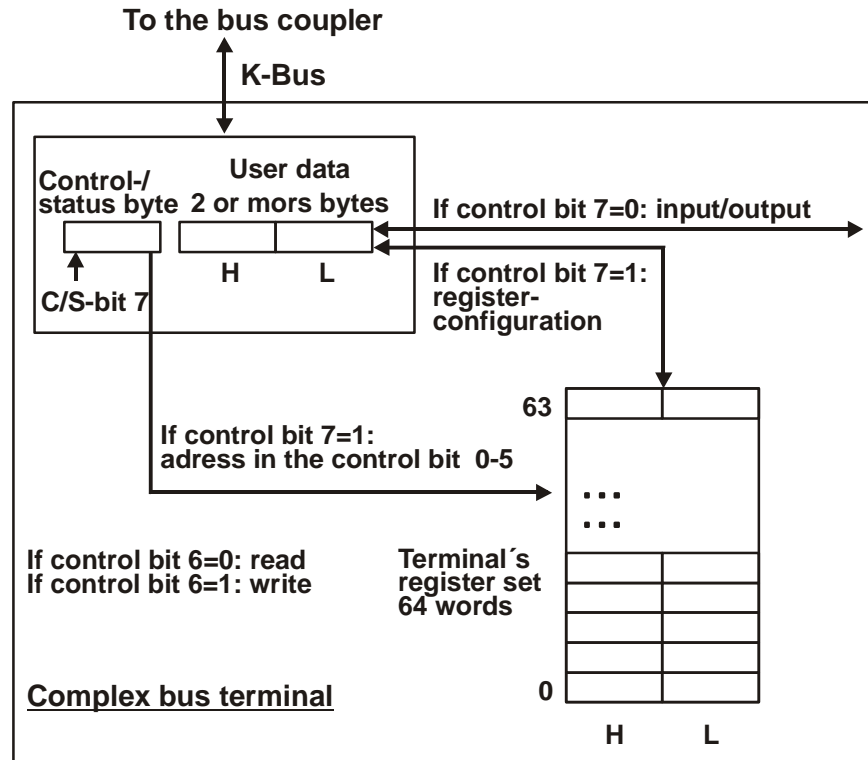 To the bus coupler
K-Bus
User data
Control-/
status byte
2 or mors bytes
If control bit 7=0: input/output
H
L
C/S-bit 7
If control bit 7=1:
register-
configuration
63
If control bit 7=1:
adress in the control bit 0-5
...
...
If control bit 6=0: read
If control bit 6=1: write
Terminal´s
register set
64 words
Complex bus terminal
0
H
L